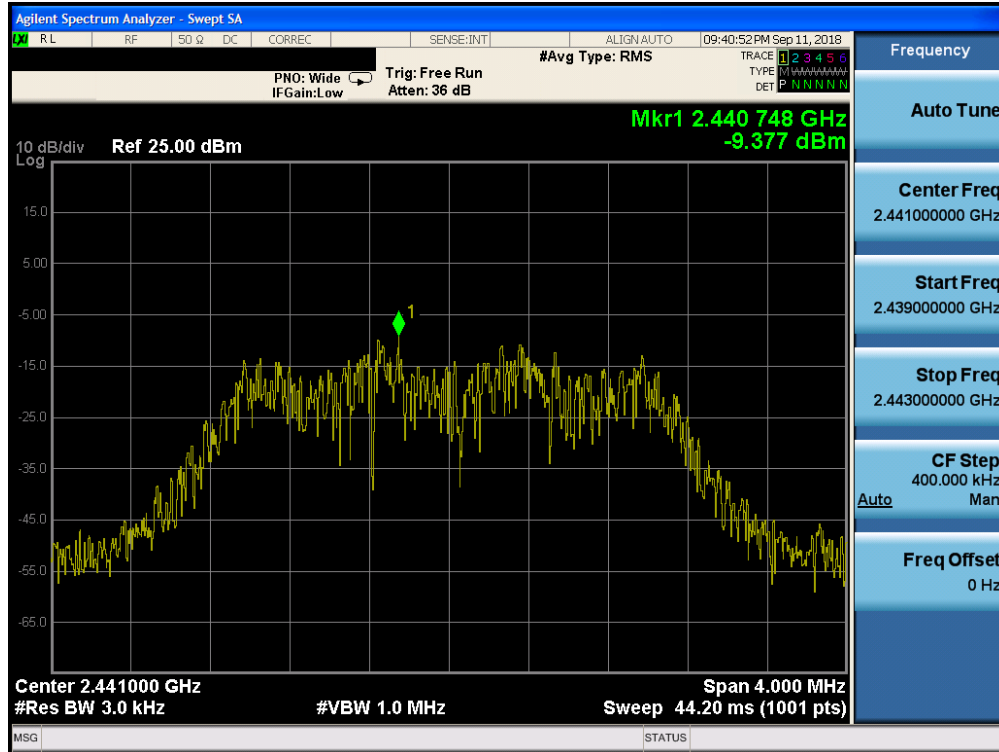 Agilent Spectrum Analyzer - Swept SA
LXI RL RF 50 Ω DC CORREC SENSE:INT ALIGN AUTO 09:40:52 PM Sep 11, 2018
Frequency
#Avg Type: RMS
TRACE 1 2 3 4 5 6
PNO: Wide Trig: Free Run
TYPE M WWWWW
IFGain:Low Atten: 36 dB
DET P N N N N N
Auto Tune
Mkr1 2.440 748 GHz
-9.377 dBm
10 dB/div Ref 25.00 dBm
Log
Center Freq
2.441000000 GHz
15.0
5.00
Start Freq
2.439000000 GHz
-5.00
1
-15.0
Stop Freq
2.443000000 GHz
-25.0
-35.0
CF Step
400.000 kHz
Auto Man
-45.0
-55.0
Freq Offset
0 Hz
-65.0
Center 2.441000 GHz Span 4.000 MHz
#Res BW 3.0 kHz #VBW 1.0 MHz Sweep 44.20 ms (1001 pts)
MSG STATUS